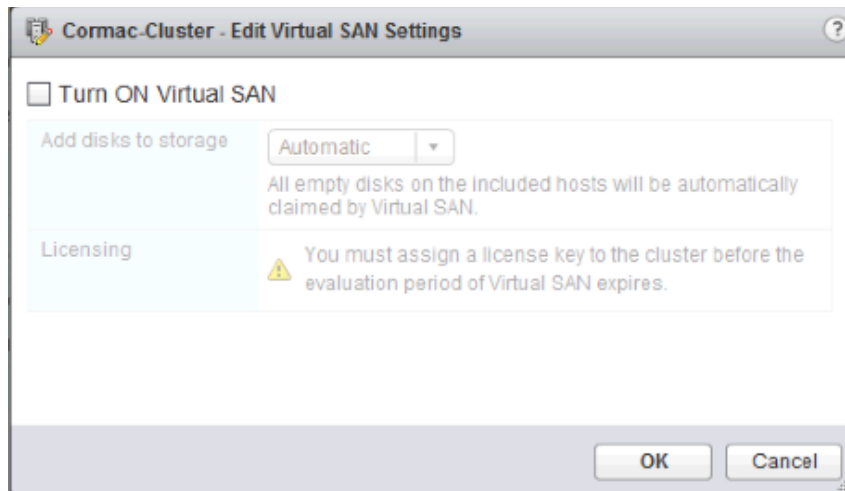 Cormac-Cluster - Edit Virtual SAN Settings
?
Turn ON Virtual SAN
Add disks to storage
Automatic
All empty disks on the included hosts will be automatically
claimed by Virtual SAN.
Licensing
You must assign a license key to the cluster before the
evaluation period of Virtual SAN expires.
OK
Cancel